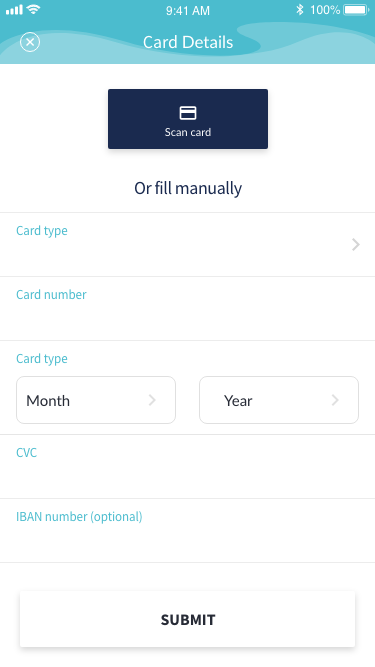 9:41 AM 100%
Card Details
Scan card
Or fill manually
Card type
Card number
Card type
Month Year
CVC
IBAN number (optional)
SUBMIT